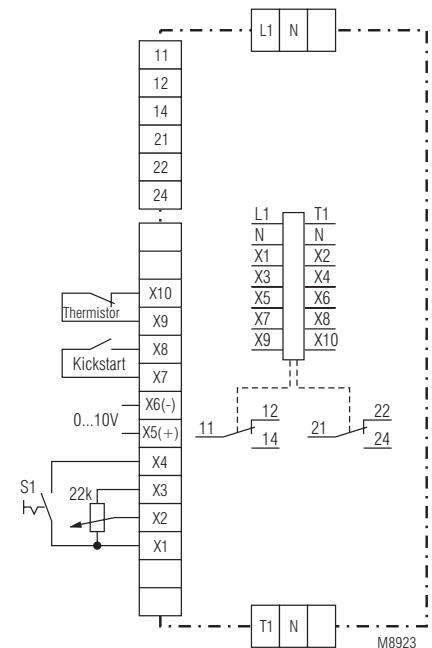 L1 N
11
12
14
21
22
24
L1 T1
N N
X1 X2
X3 X4
X5 X6
X7 X8
X9 X10
X10
Thermistor
X9
X8
Kickstart
X7
X6(-)
0...10V
X5(+)
11 12 14
21 22 24
X4
S1
22k
X3
X2
X1
T1 N
M8923